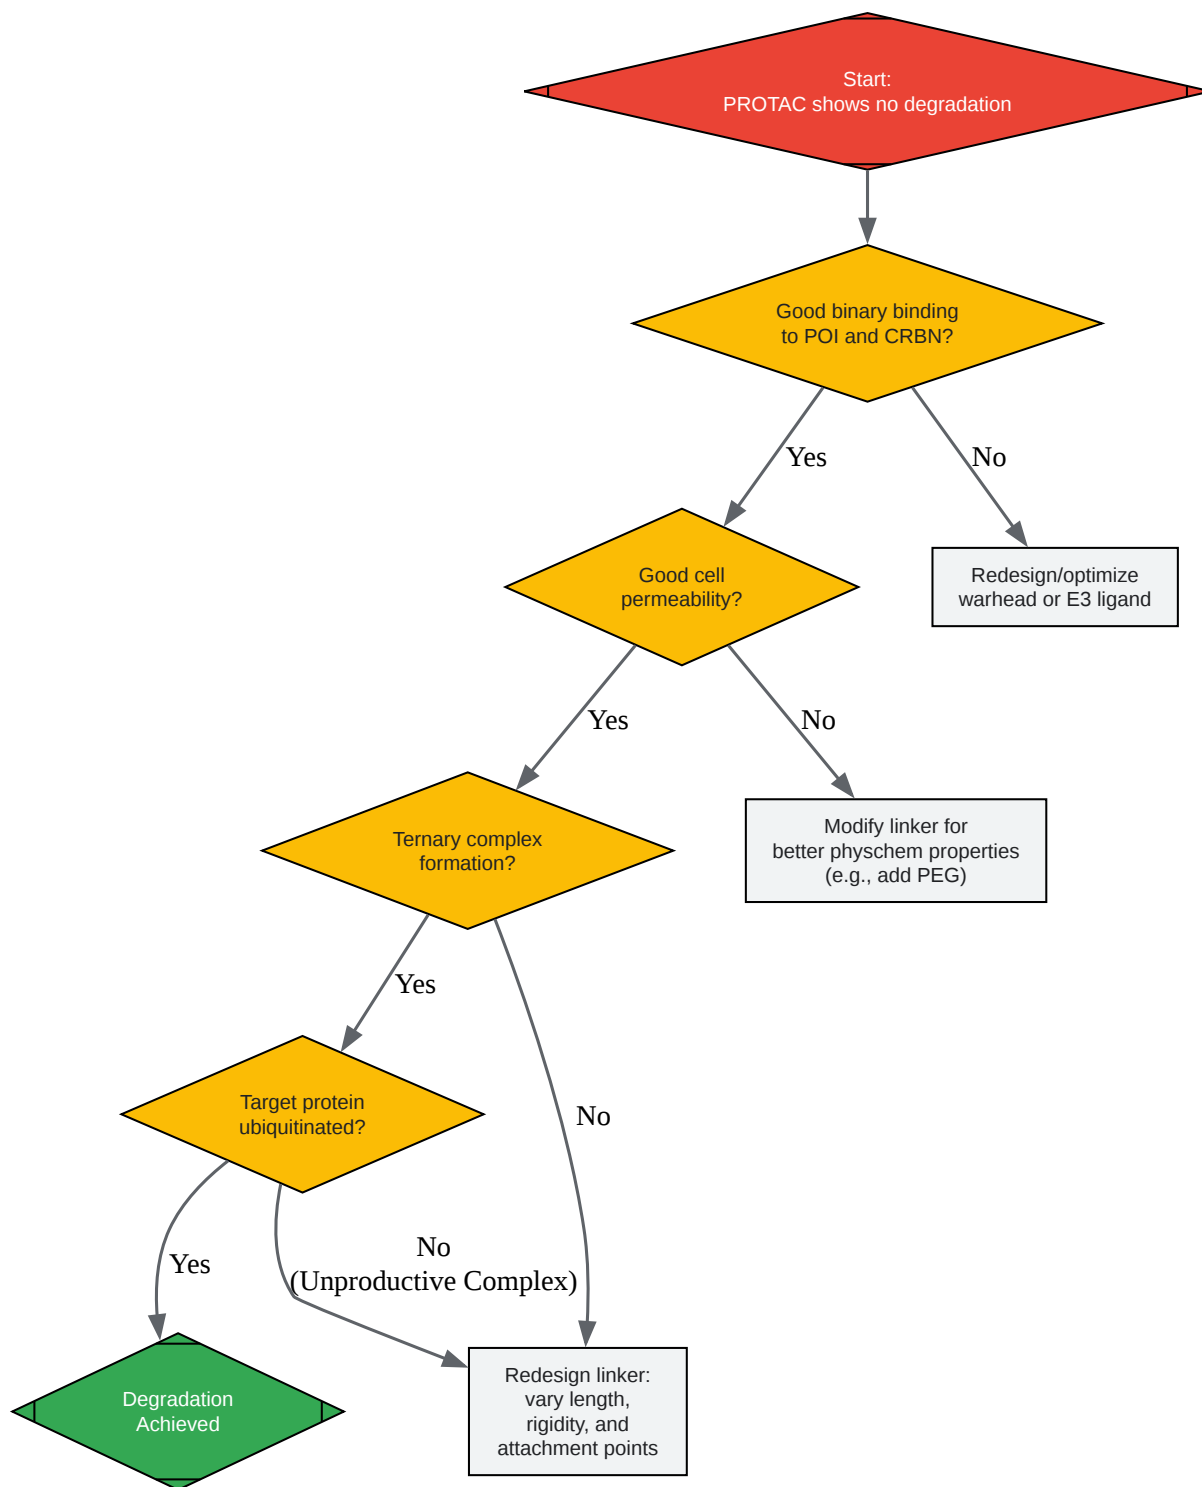 Start:
PROTAC shows no degradation
Good binary binding
to POI and CRBN?
Yes
No
Good cell
permeability?
Redesign/optimize
warhead or E3 ligand
Yes
No
Ternary complex
formation?
Modify linker for
better physchem properties
(e.g., add PEG)
Yes
No
Target protein
ubiquitinated?
Yes
No
(Unproductive Complex)
Degradation
Achieved
Redesign linker:
vary length,
rigidity, and
attachment points